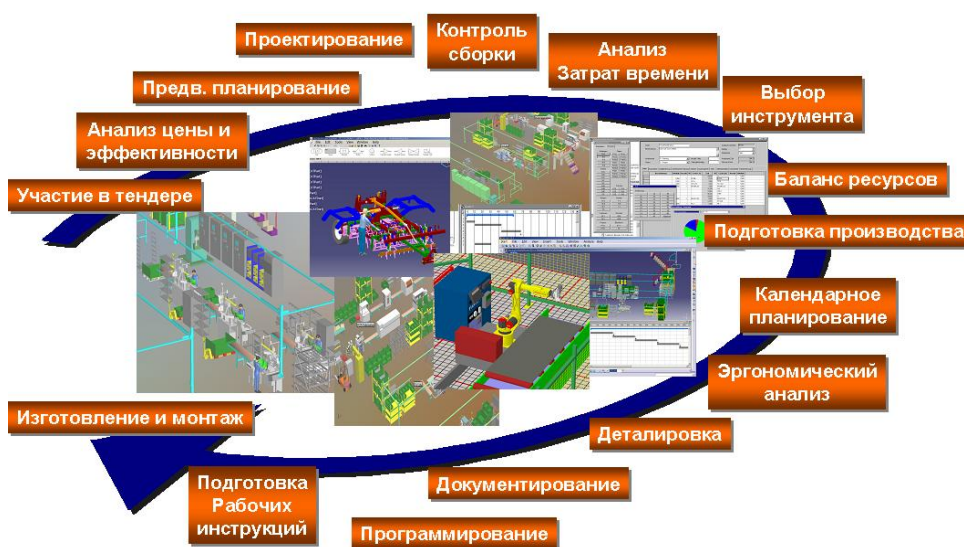 Участие в тендере
Анализ цены и
эффективности
Предв. планирование
Проектирование
Контроль
сборки
Анализ
Затрат времени
Выбор
инструмента
Баланс ресурсов
Подготовка производства
Календарное
планирование
Эргономический
анализ
Деталировка
Документирование
Программирование
Подготовка
Рабочих
инструкций
Изготовление и монтаж